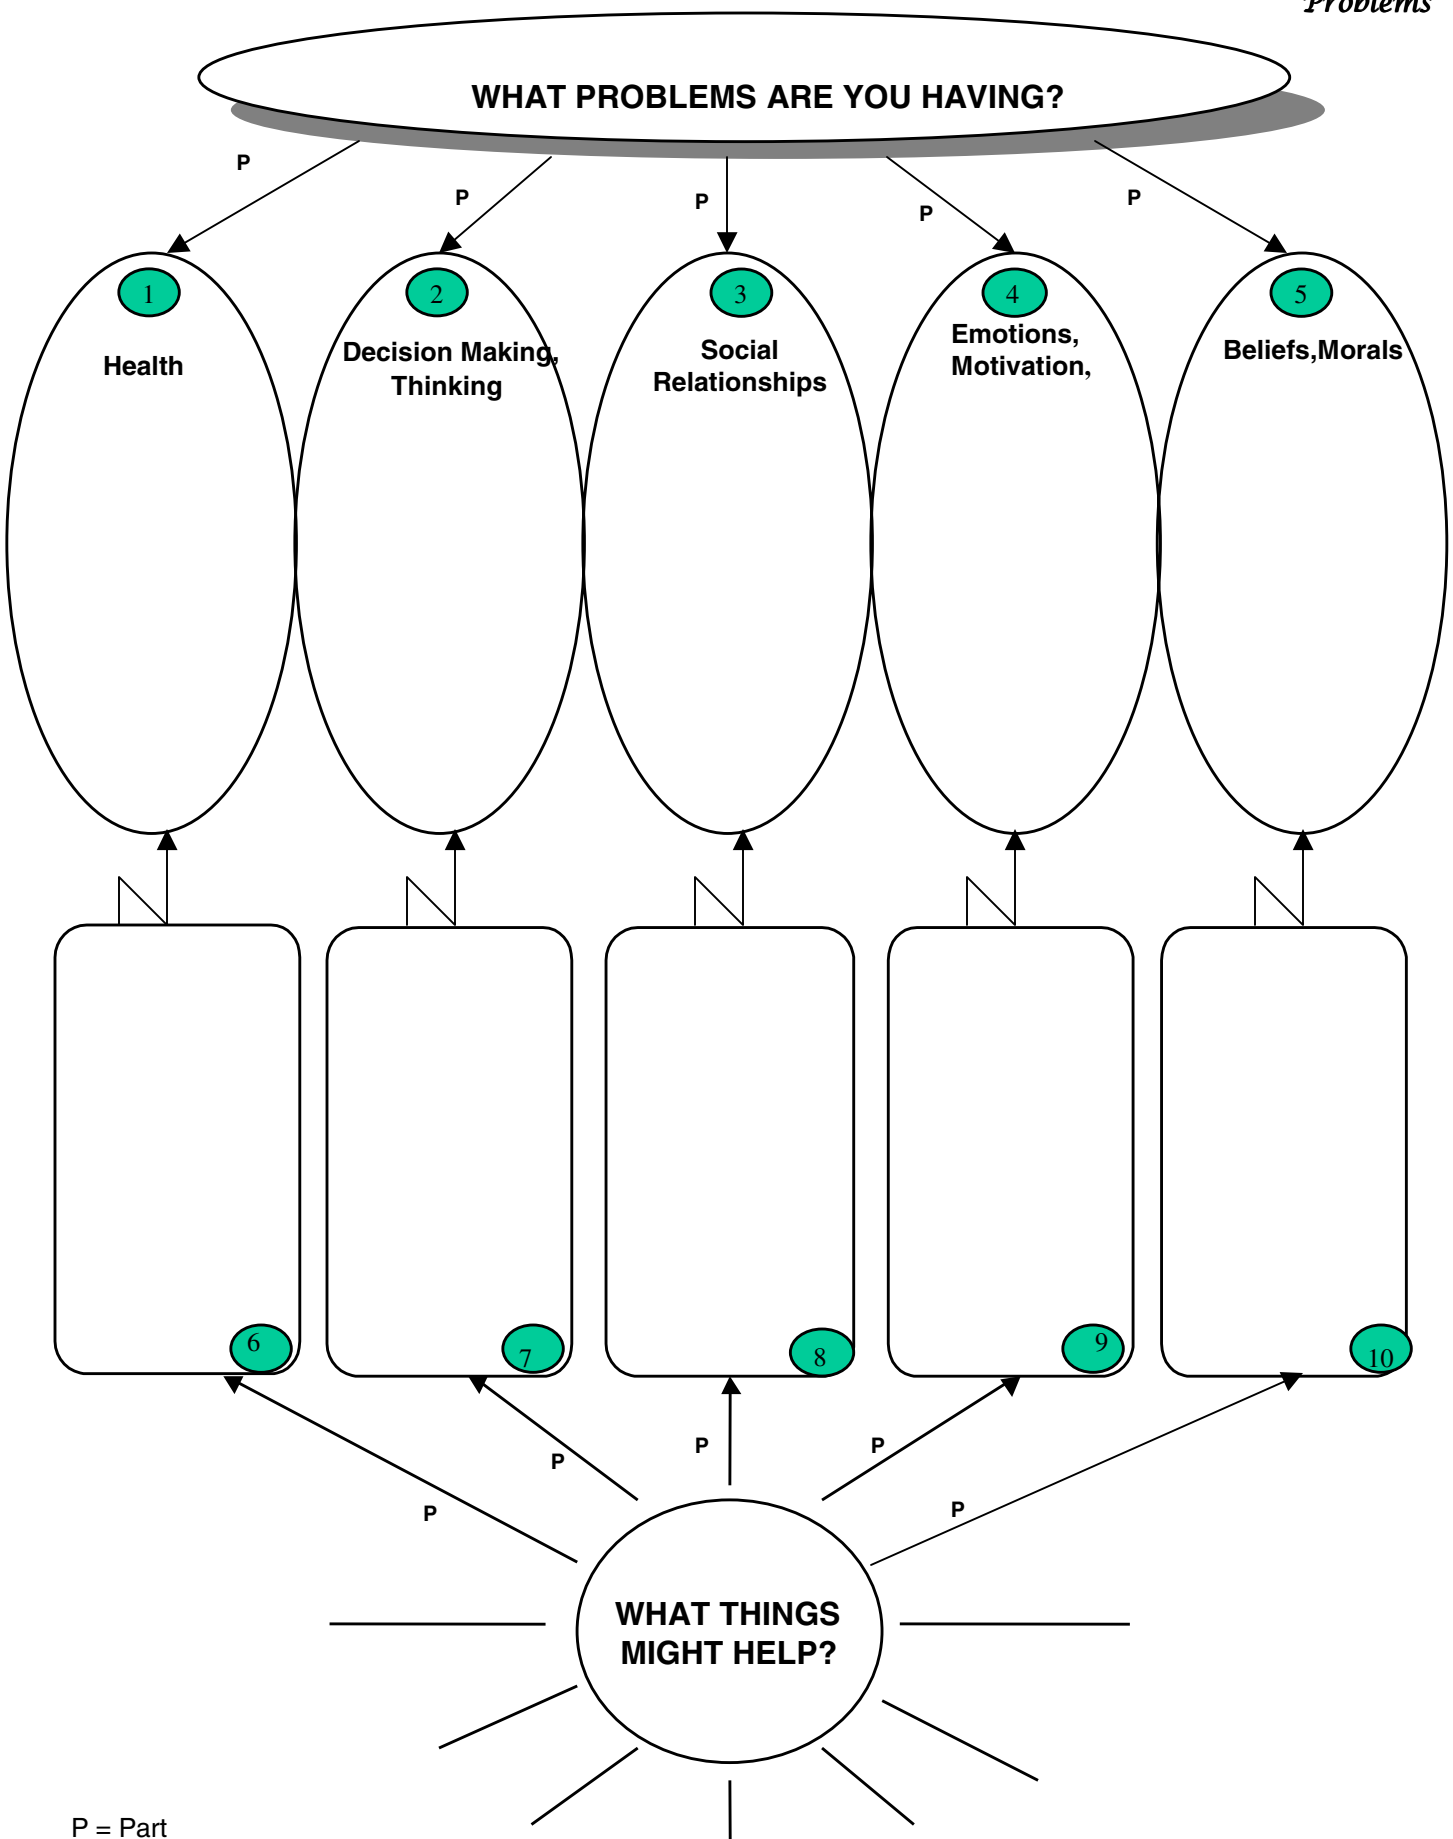 Problems
WHAT PROBLEMS ARE YOU HAVING?
P
P
P
P
P
1
2
3
4
5
Health
Decision Making,
Thinking
Social
Relationships
Emotions,
Motivation,
Beliefs,Morals
6
7
8
9
10
P
P
P
P
P
WHAT THINGS
MIGHT HELP?
P = Part